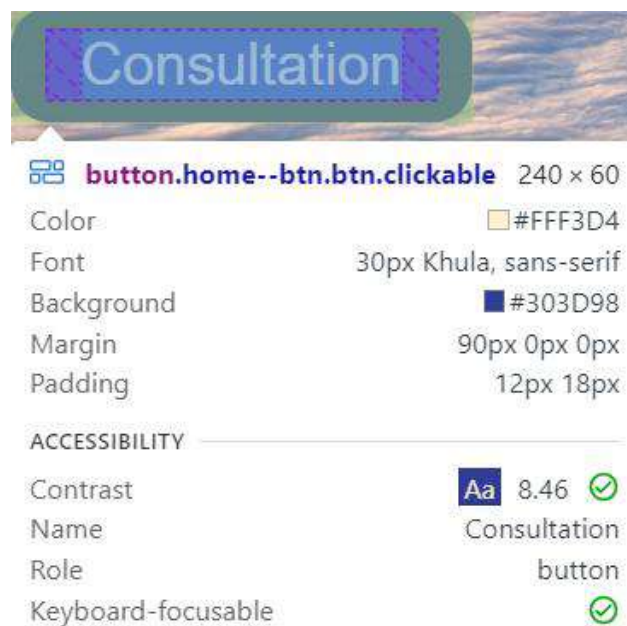 Consultation
button.home--btn.btn.clickable 240 × 60
Color #FFF3D4
Font 30px Khula, sans-serif
Background #303D98
Margin 90px 0px 0px
Padding 12px 18px
ACCESSIBILITY
Contrast Aa 8.46
Name Consultation
Role button
Keyboard-focusable